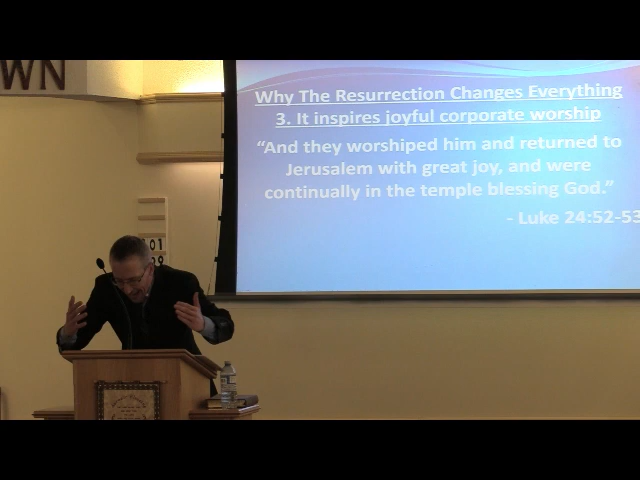 WN
Why The Resurrection Changes Everything
3. It inspires joyful corporate worship
“And they worshiped him and returned to
Jerusalem with great joy, and were
continually in the temple blessing God.”
- Luke 24:52-53